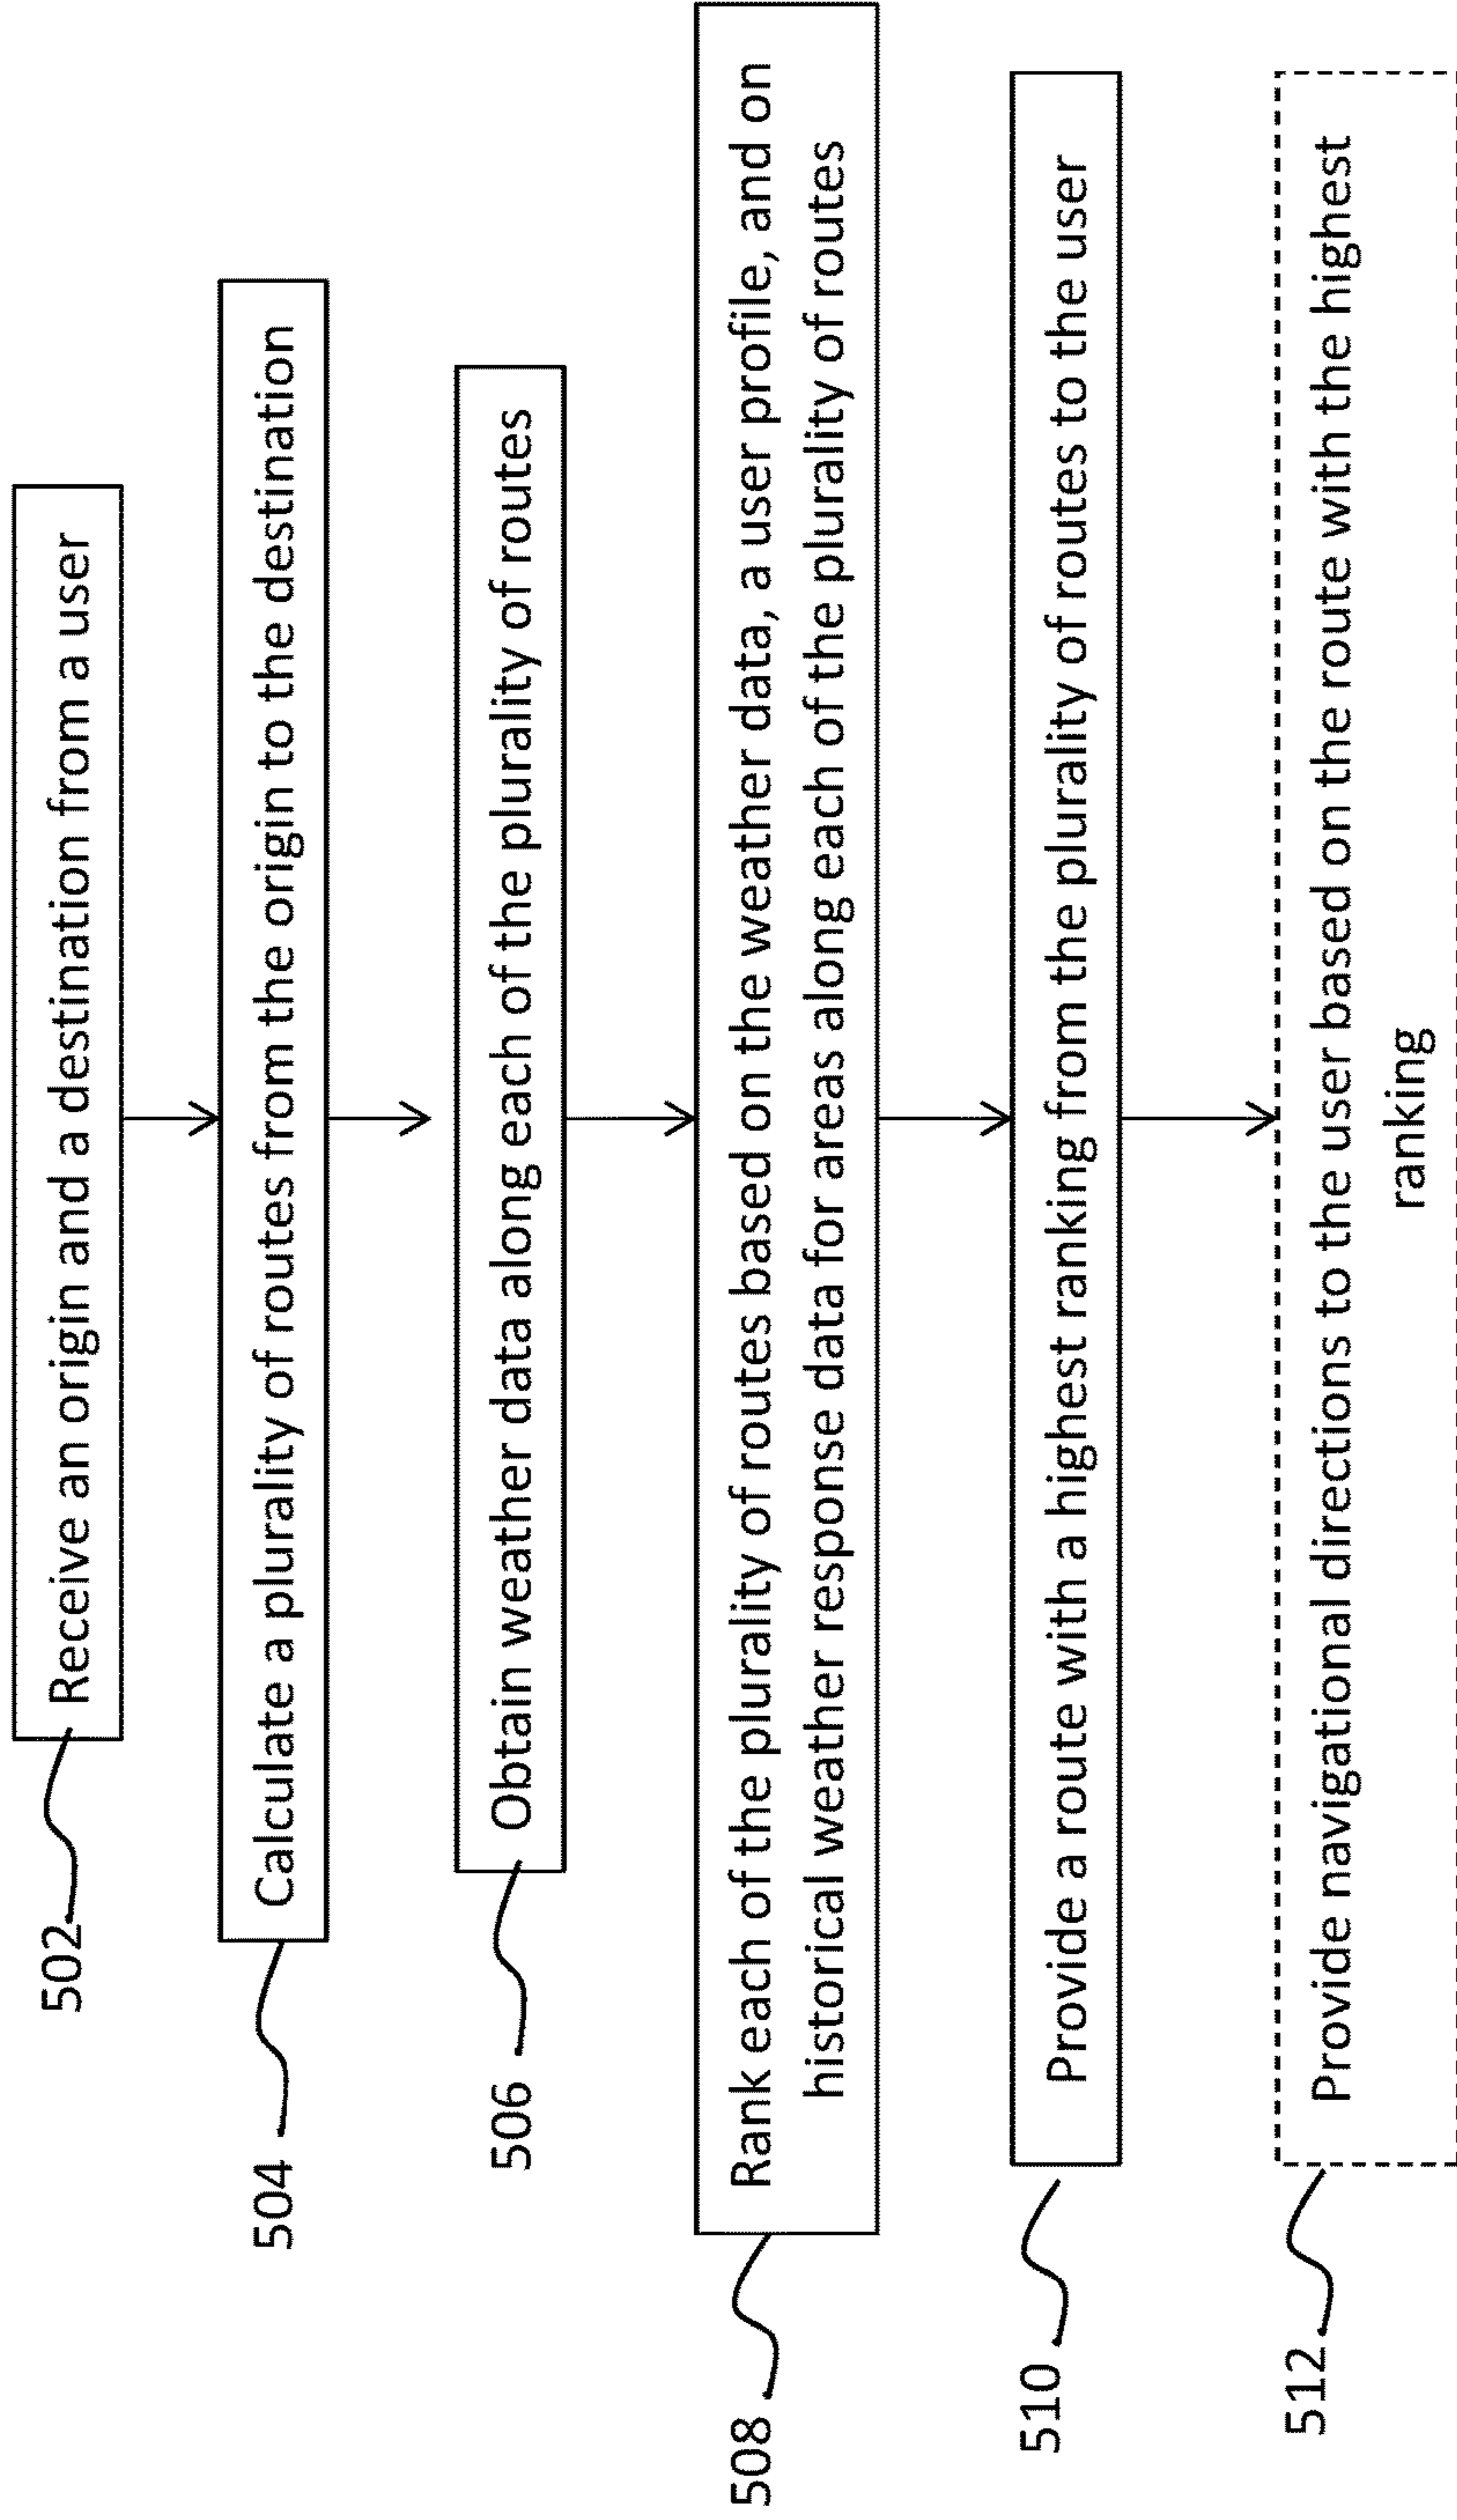 502
Receive an origin and a destination from a user
504
Calculate a plurality of routes from the origin to the destination
506
Obtain weather data along each of the plurality of routes
508
Rank each of the plurality of routes based on the weather data, a user profile, and on
historical weather response data for areas along each of the plurality of routes
510
Provide a route with a highest ranking from the plurality of routes to the user
512
Provide navigational directions to the user based on the route with the highest
ranking